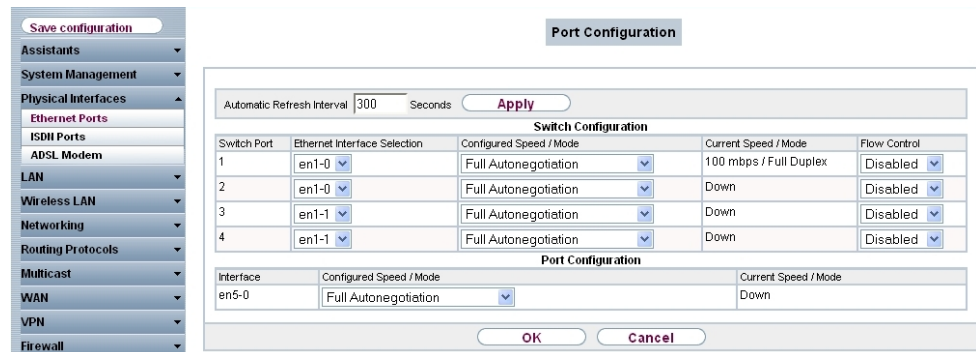 Save configuration
Assistants
System Management
Physical Interfaces
Ethernet Ports
ISDN Ports
ADSL Modem
LAN
Wireless LAN
Networking
Routing Protocols
Multicast
WAN
VPN
Firewall
Port Configuration
Automatic Refresh Interval 300 Seconds Apply
Switch Configuration
Switch Port Ethernet Interface Selection Configured Speed / Mode Current Speed / Mode Flow Control
1 en1-0 Full Autonegotiation 100 mbps / Full Duplex Disabled
2 en1-0 Full Autonegotiation Down Disabled
3 en1-1 Full Autonegotiation Down Disabled
4 en1-1 Full Autonegotiation Down Disabled
Port Configuration
Interface Configured Speed / Mode Current Speed / Mode
en5-0 Full Autonegotiation Down
OK Cancel